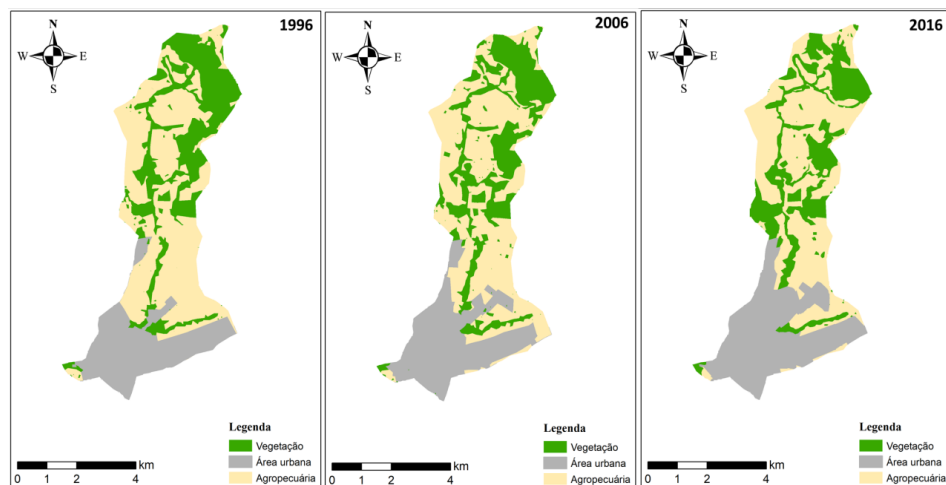 1996
N
W E
S
Legenda
Vegetação
Área urbana
Agropecuária
km
0 1 2 4
2006
N
W E
S
Legenda
Vegetação
Área urbana
Agropecuária
km
0 1 2 4
2016
N
W E
S
Legenda
Vegetação
Área urbana
Agropecuária
km
0 1 2 4